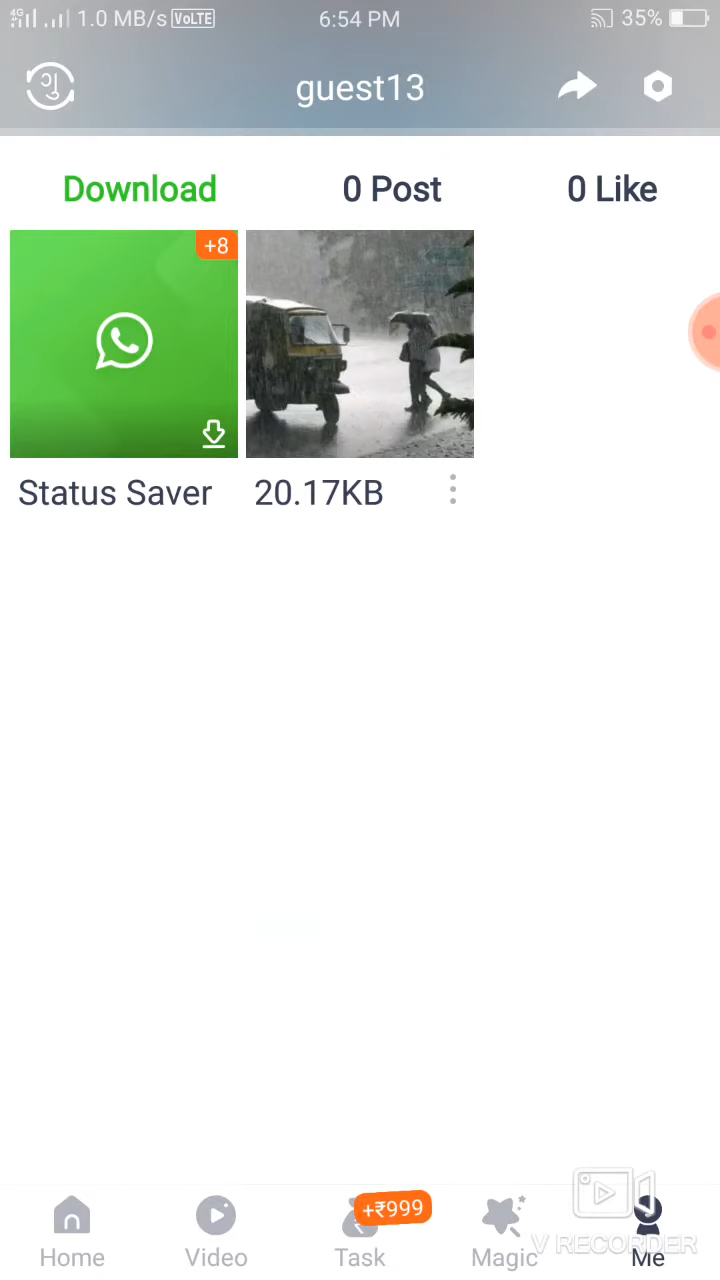 4G 1.0 MB/s VoLTE 6:54 PM 35%
guest13
Download 0 Post 0 Like
+8
Status Saver 20.17KB
+₹999
Home Video Task Magic Me
V RECORDER